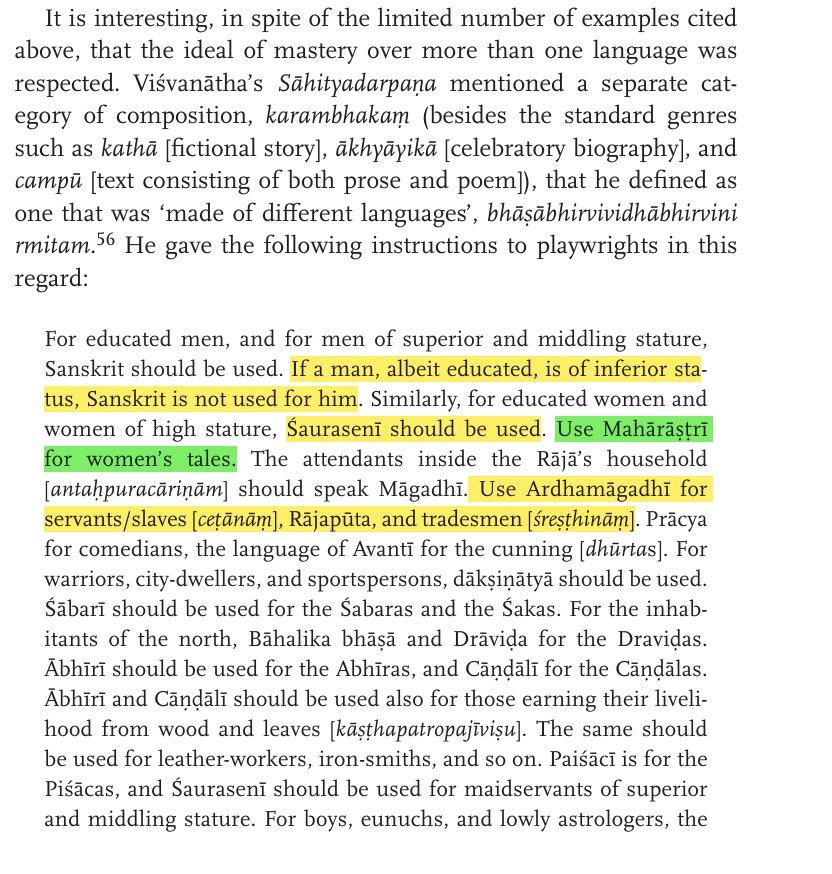 It is interesting, in spite of the limited number of examples cited
above, that the ideal of mastery over more than one language was
respected. Viśvanātha’s Sāhityadarpaṇa mentioned a separate cat-
egory of composition, karambhakaṃ (besides the standard genres
such as kathā [fictional story], ākhyāyikā [celebratory biography], and
campū [text consisting of both prose and poem]), that he defined as
one that was ‘made of different languages’, bhāṣābhirvividhābhirvini
rmitam.56 He gave the following instructions to playwrights in this
regard:
For educated men, and for men of superior and middling stature,
Sanskrit should be used. If a man, albeit educated, is of inferior sta-
tus, Sanskrit is not used for him. Similarly, for educated women and
women of high stature, Śaurasenī should be used. Use Mahārāṣṭrī
for women’s tales. The attendants inside the Rājā’s household
[antaḥpuracāriṇām] should speak Māgadhī. Use Ardhamāgadhī for
servants/slaves [ceṭānāṃ], Rājapūta, and tradesmen [śreṣṭhināṃ]. Prācya
for comedians, the language of Avantī for the cunning [dhūrtas]. For
warriors, city-dwellers, and sportspersons, dākṣiṇātyā should be used.
Śābarī should be used for the Śabaras and the Śakas. For the inhab-
itants of the north, Bāhalika bhāṣā and Drāviḍa for the Draviḍas.
Ābhīrī should be used for the Abhīras, and Cāṇḍālī for the Cāṇḍālas.
Ābhīrī and Cāṇḍālī should be used also for those earning their liveli-
hood from wood and leaves [kāṣṭhapatropajīviṣu]. The same should
be used for leather-workers, iron-smiths, and so on. Paiśācī is for the
Piśācas, and Śaurasenī should be used for maidservants of superior
and middling stature. For boys, eunuchs, and lowly astrologers, the